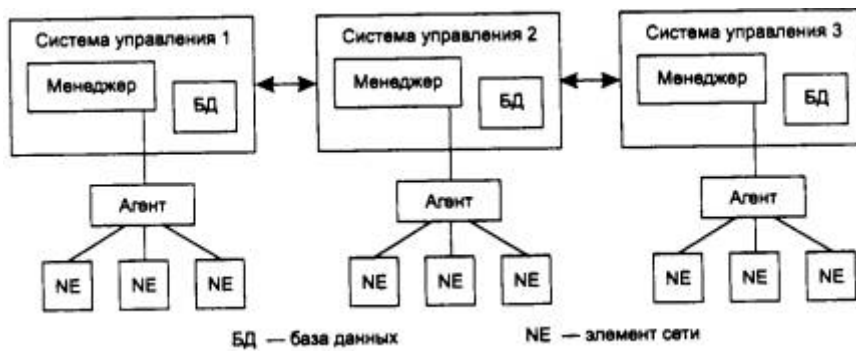 Система управления 1
Система управления 2
Система управления 3
Менеджер
БД
Менеджер
БД
Менеджер
БД
Агент
Агент
Агент
NE
NE
NE
NE
NE
NE
NE
NE
NE
БД — база данных
NE — элемент сети